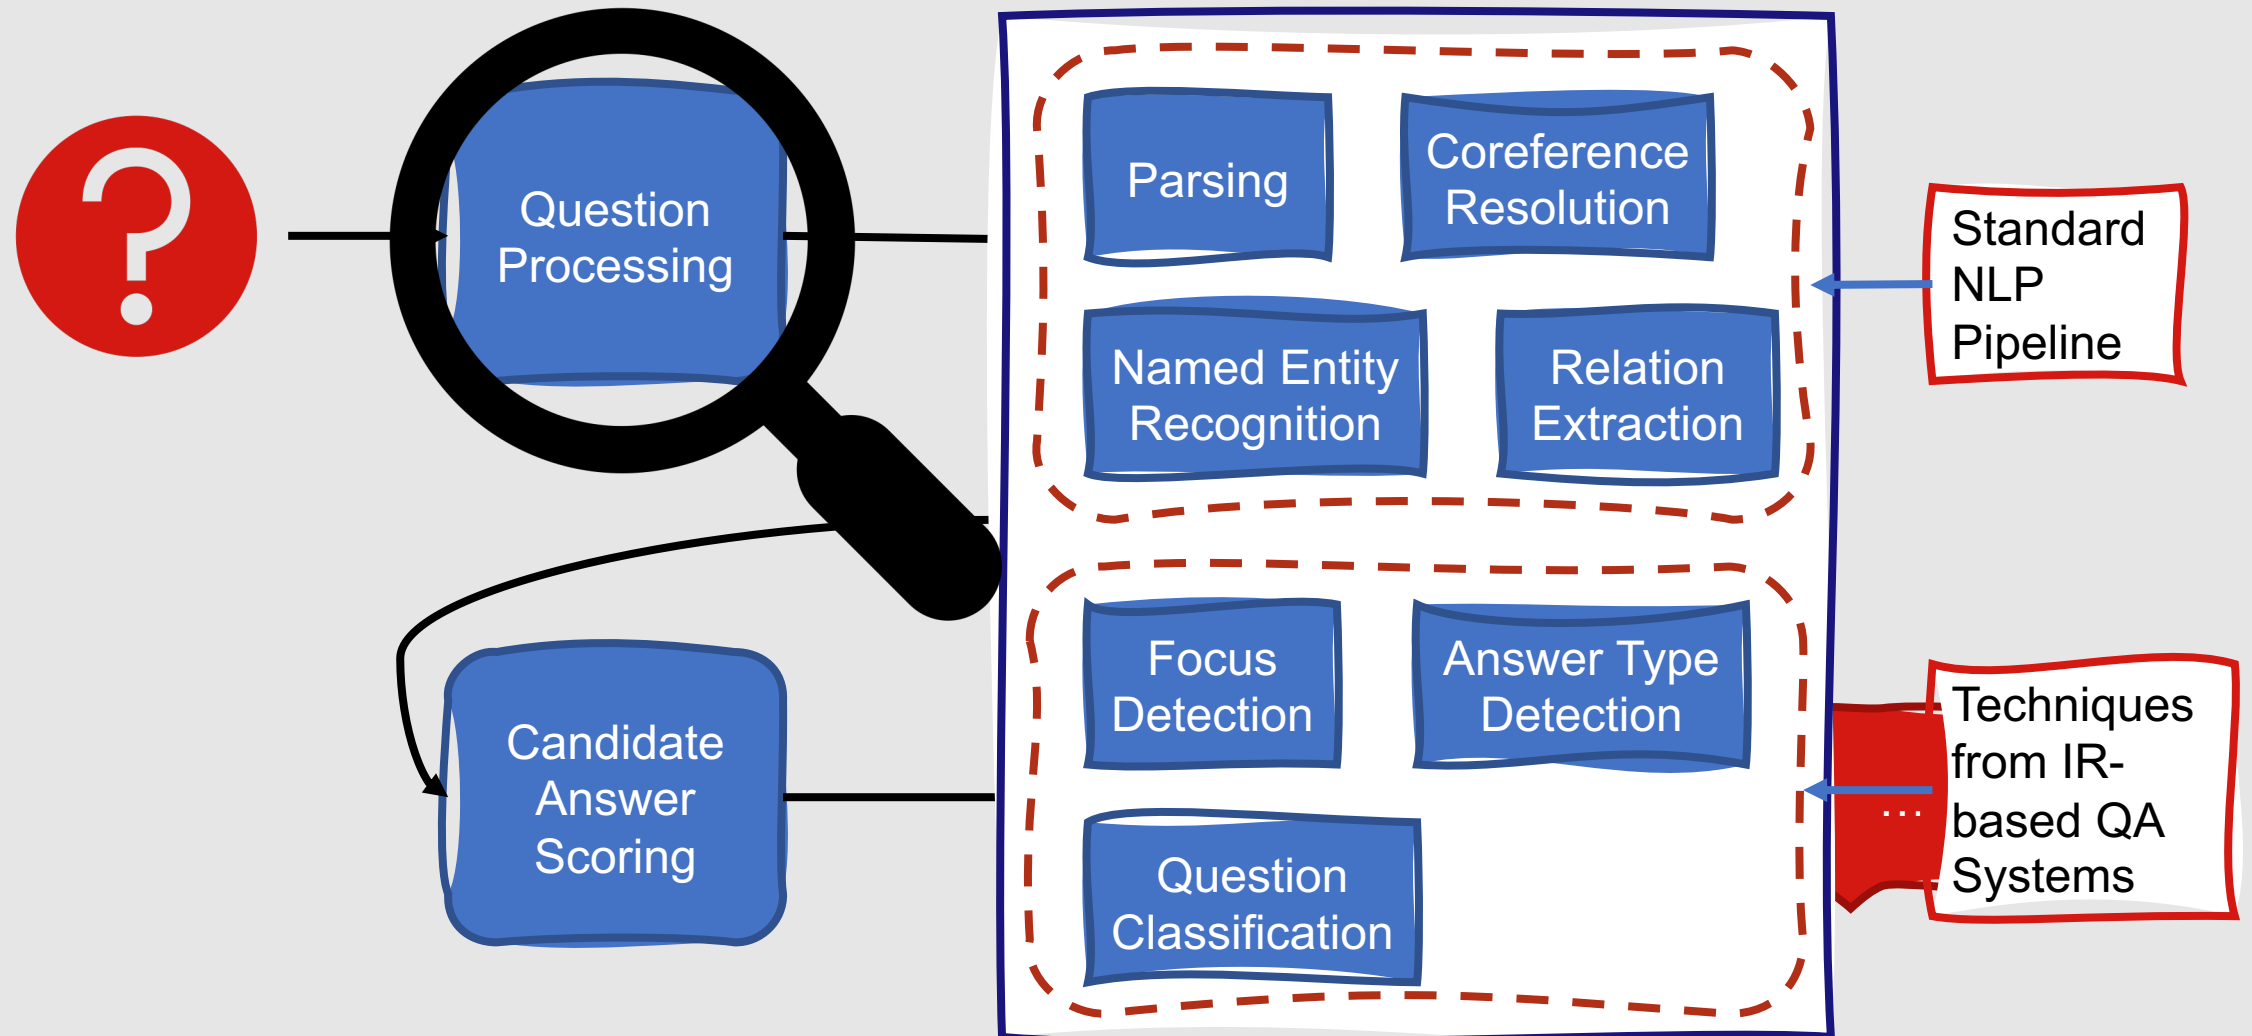 ?
Question
Processing
Parsing
Coreference
Resolution
Named Entity
Recognition
Relation
Extraction
Standard
NLP
Pipeline
Candidate
Answer
Scoring
Focus
Detection
Answer Type
Detection
Question
Classification
...
Techniques
from IR-
based QA
Systems